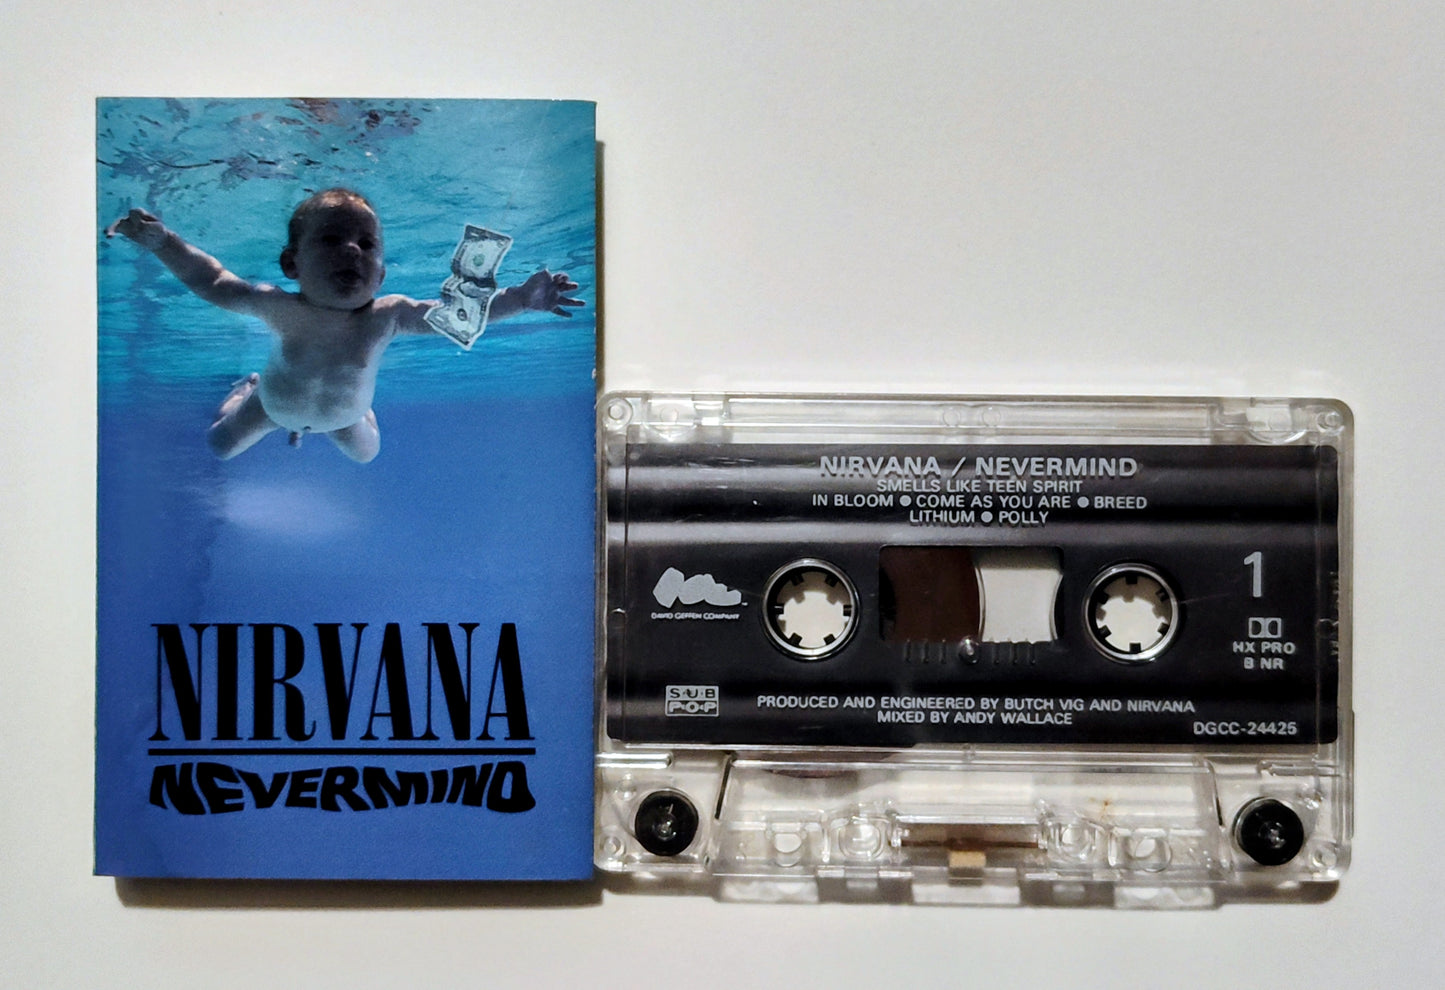 NIRVANA
NEVERMIND
NIRVANA / NEVERMIND
SMELLS LIKE TEEN SPIRIT
IN BLOOM ● COME AS YOU ARE ● BREED
LITHIUM ● POLLY
DAVID GEFFEN COMPANY
1
HX PRO
B NR
SUB
POP
PRODUCED AND ENGINEERED BY BUTCH VIG AND NIRVANA
MIXED BY ANDY WALLACE
DGCC-24425